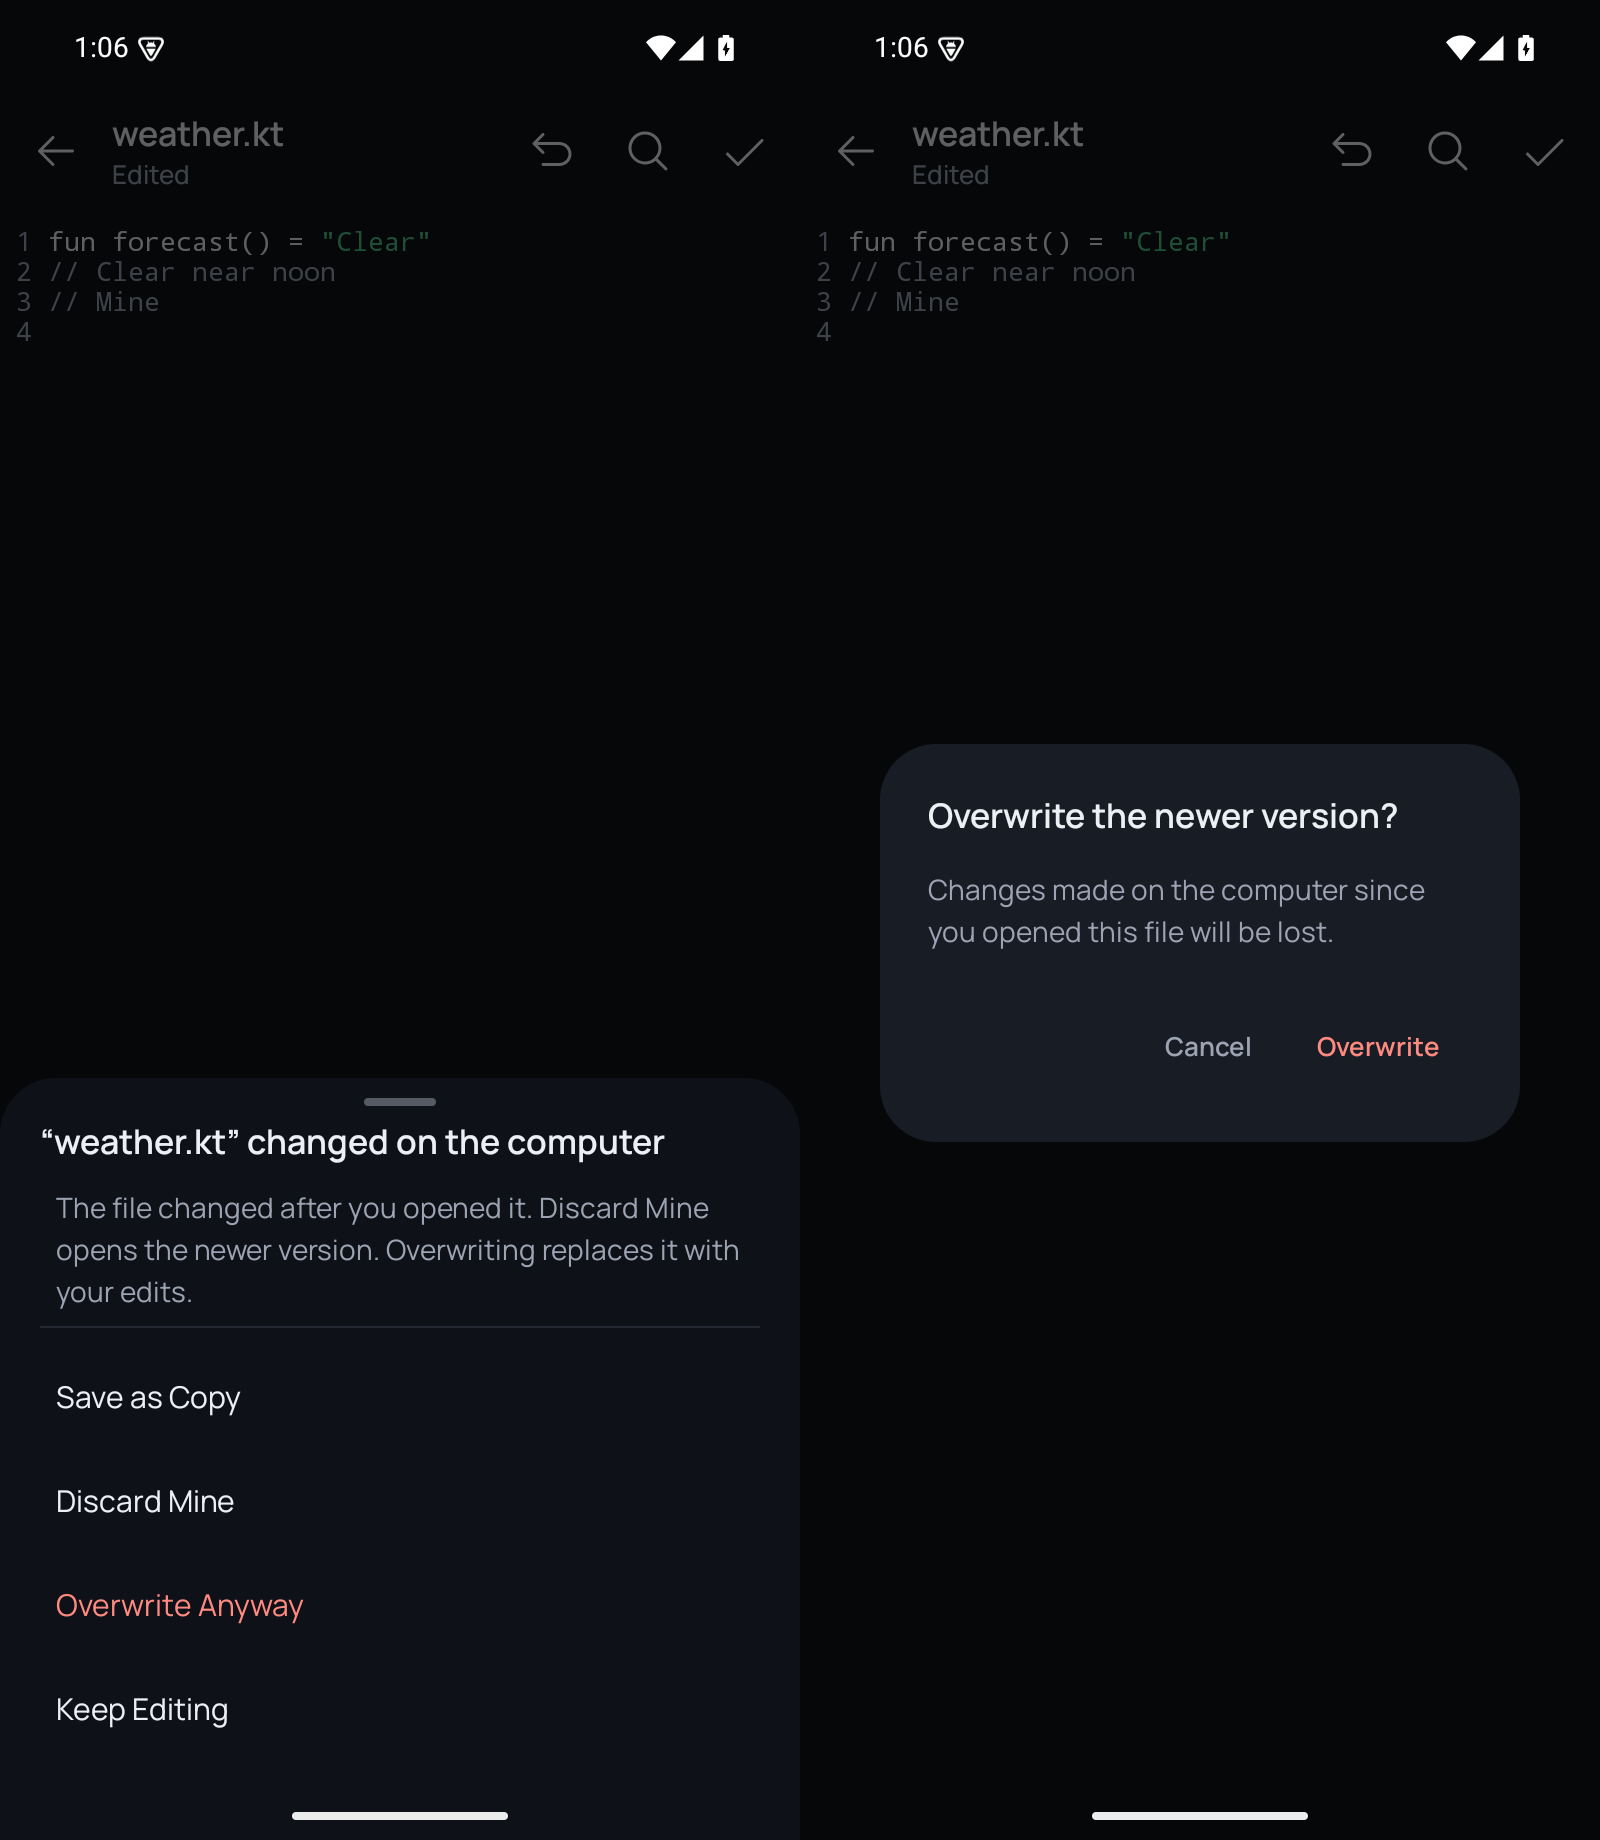 1:06
weather.kt
Edited
1 fun forecast() = "Clear"
2 // Clear near noon
3 // Mine
4
“weather.kt” changed on the computer
The file changed after you opened it. Discard Mine
opens the newer version. Overwriting replaces it with
your edits.
Save as Copy
Discard Mine
Overwrite Anyway
Keep Editing
1:06
weather.kt
Edited
1 fun forecast() = "Clear"
2 // Clear near noon
3 // Mine
4
Overwrite the newer version?
Changes made on the computer since
you opened this file will be lost.
Cancel Overwrite